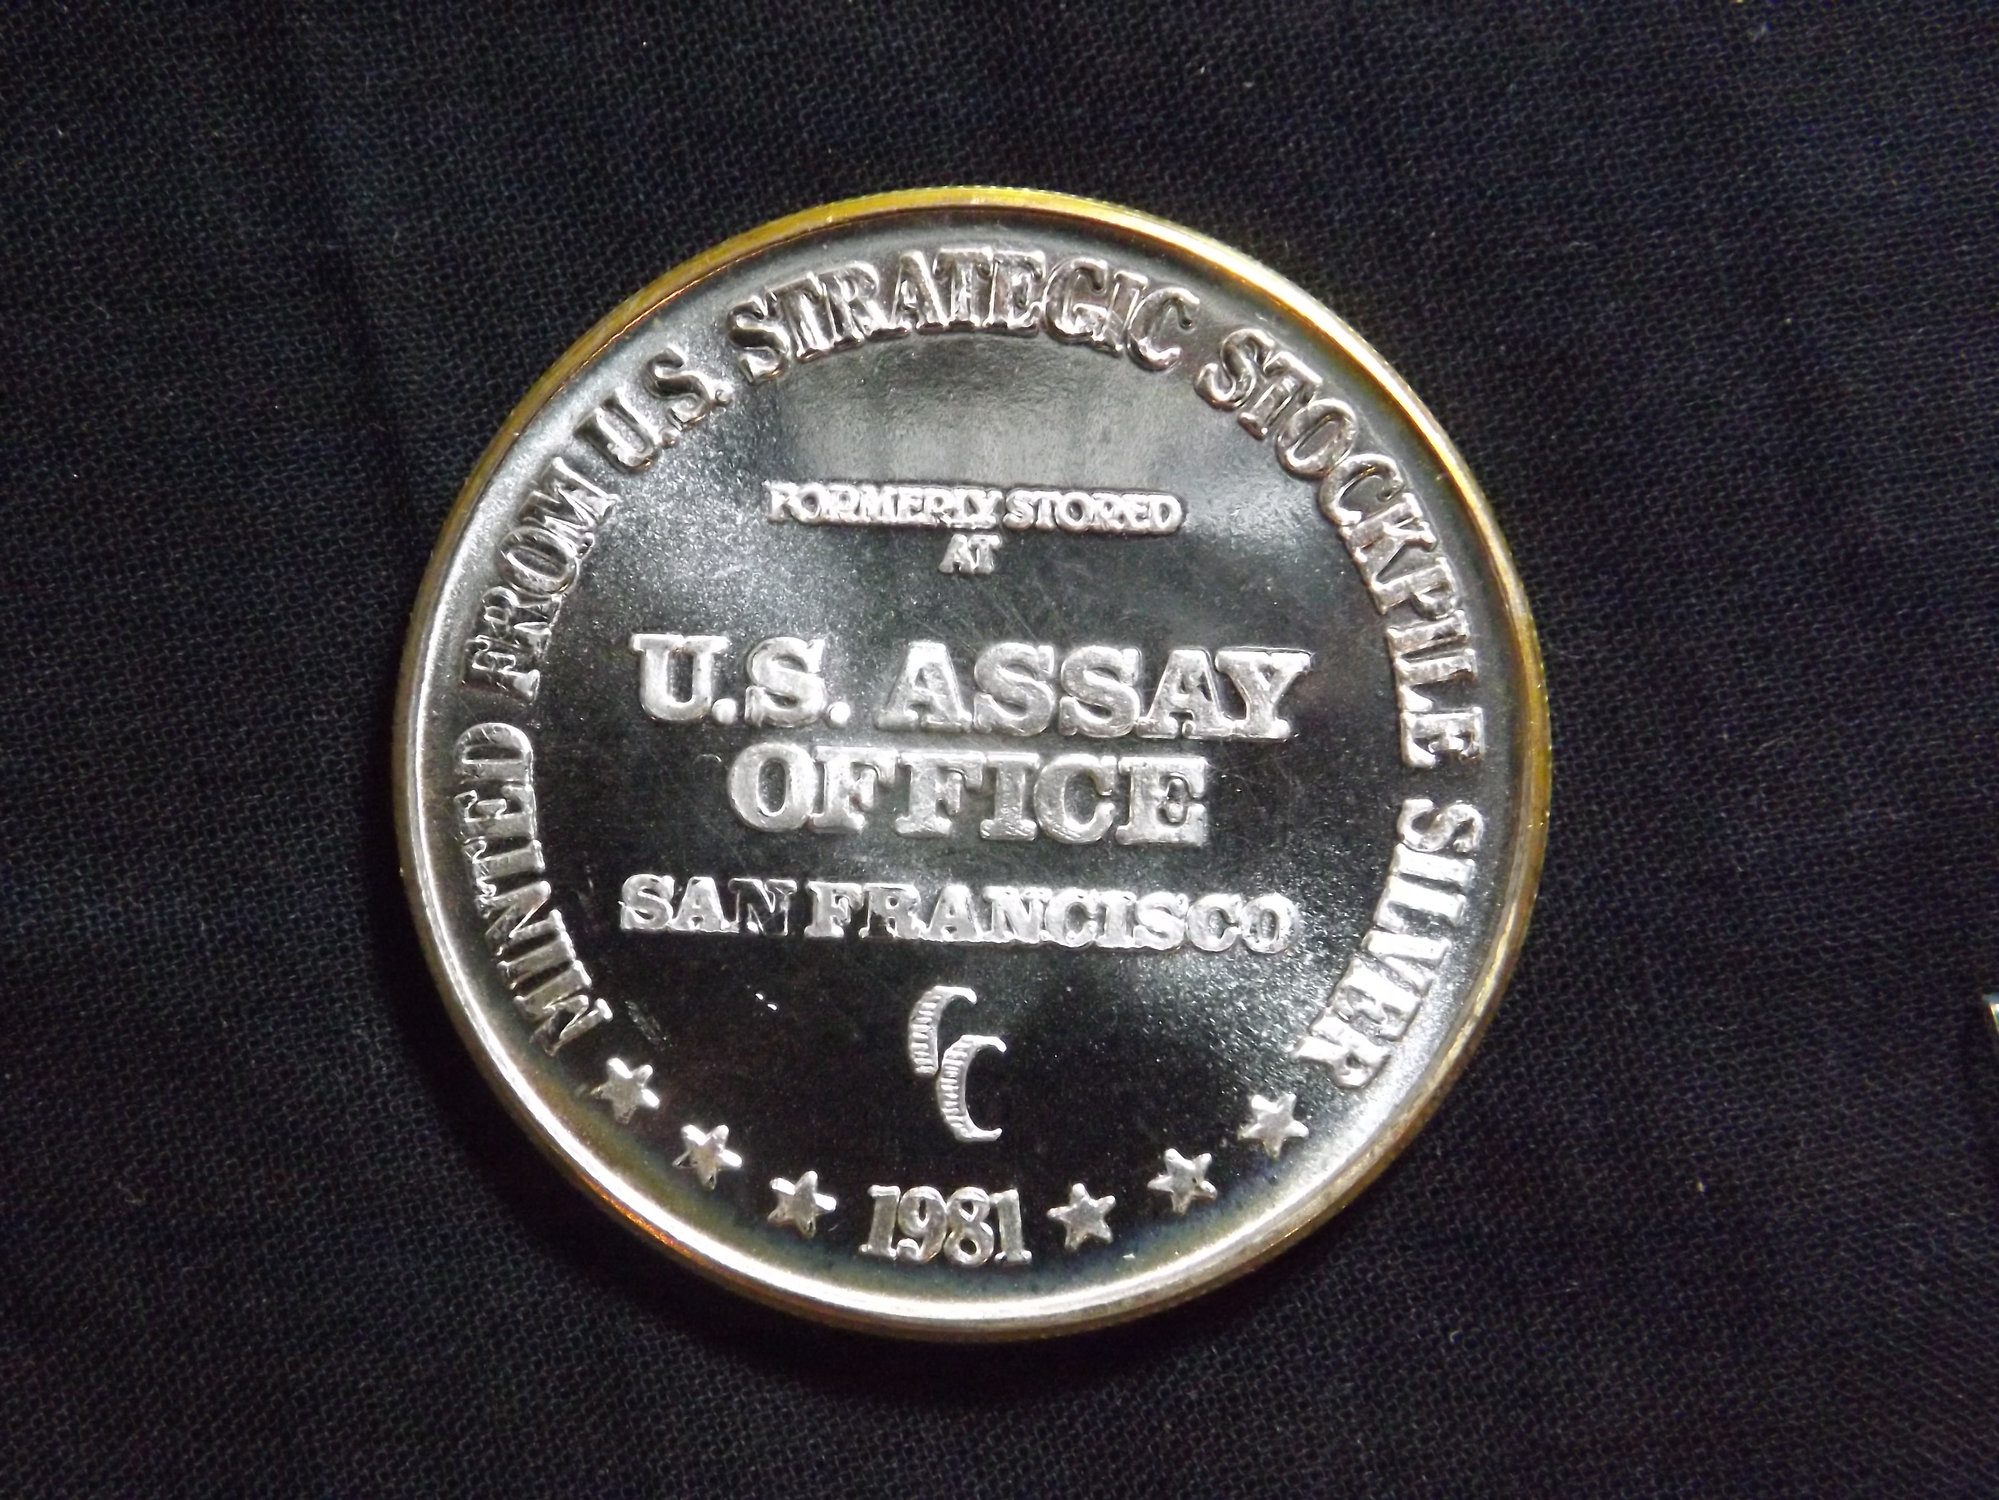 MINTED FROM U.S. STRATEGIC STOCKPILE SILVER
FORMERLY STORED
AT
U.S. ASSAY
OFFICE
SAN FRANCISCO
CC
1981